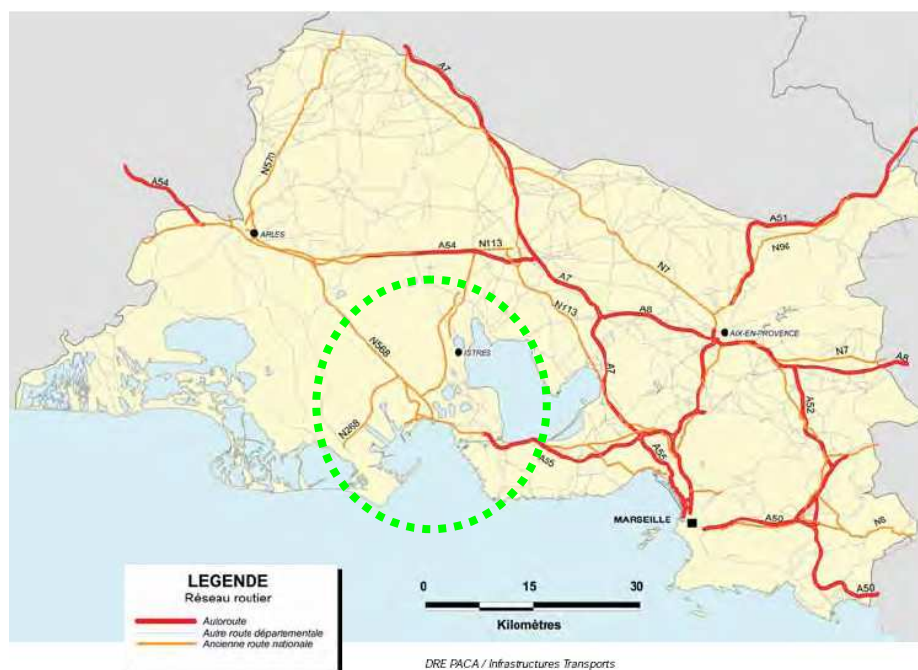 A7
N570
A54
ARLES
A54
N113
A51
N96
A7
N7
N113
A8
AIX-EN-PROVENCE
N568
ISTRES
A7
N7
A8
A52
N268
A55
A55
MARSEILLE
A50
N8
A50
LEGENDE
Réseau routier
Autoroute
Autre route départementale
Ancienne route nationale
0 15 30
Kilomètres
DRE PACA / Infrastructures Transports